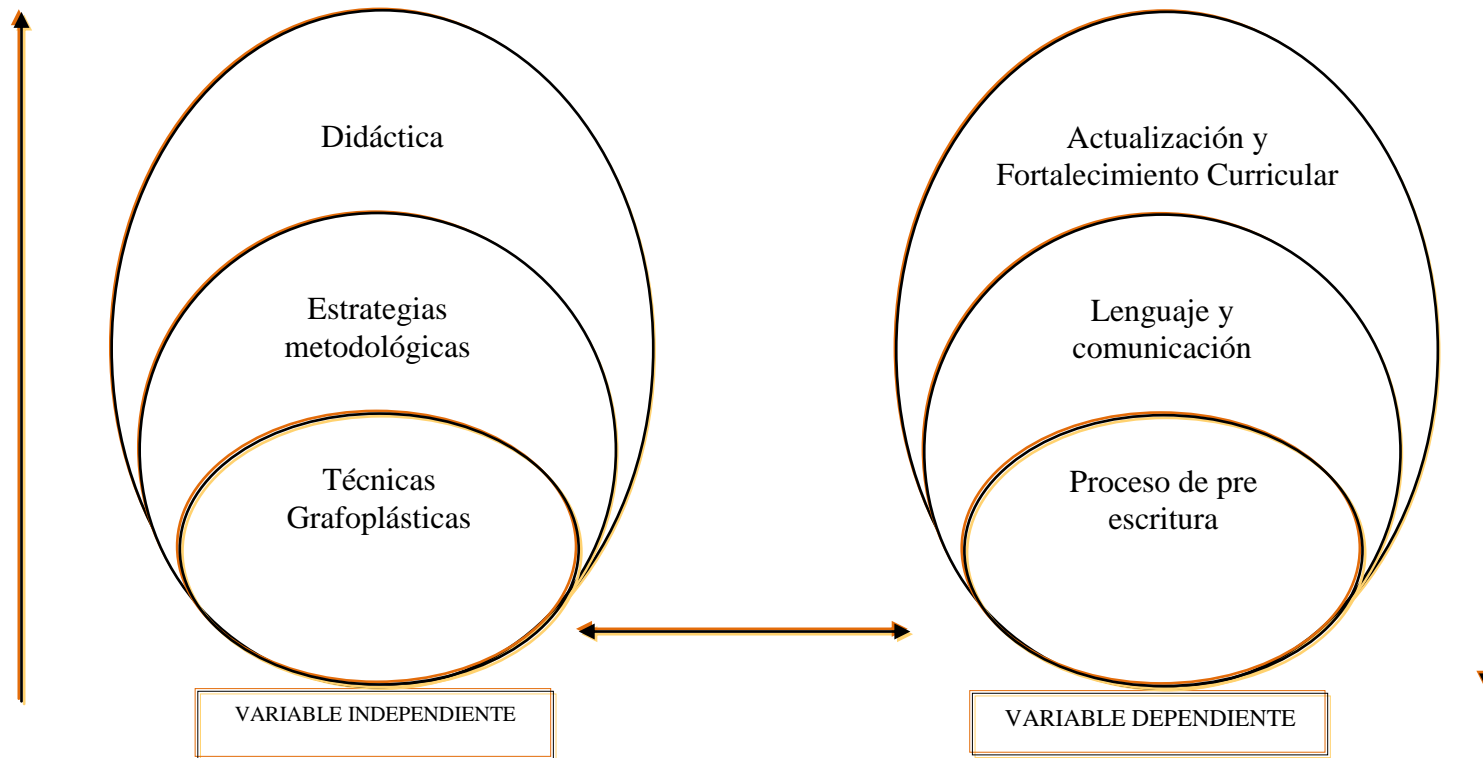 Didáctica
Estrategias
metodológicas
Técnicas
Grafoplásticas
VARIABLE INDEPENDIENTE
Actualización y
Fortalecimiento Curricular
Lenguaje y
comunicación
Proceso de pre
escritura
VARIABLE DEPENDIENTE